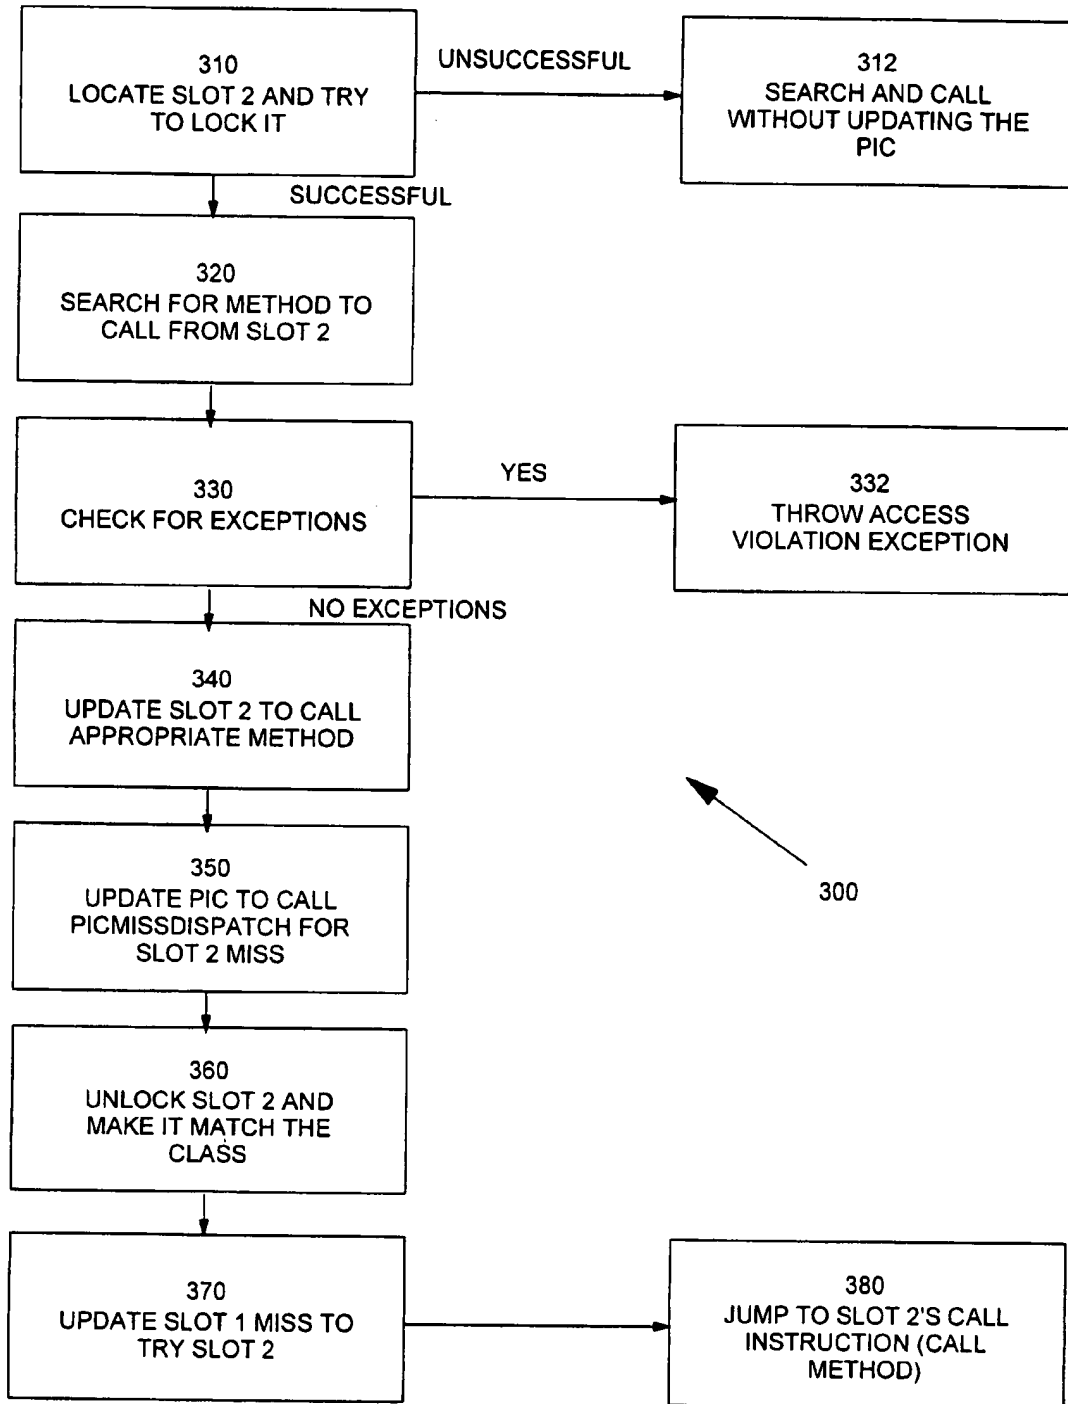 310
LOCATE SLOT 2 AND TRY
TO LOCK IT
UNSUCCESSFUL
312
SEARCH AND CALL
WITHOUT UPDATING THE
PIC
SUCCESSFUL
320
SEARCH FOR METHOD TO
CALL FROM SLOT 2
330
CHECK FOR EXCEPTIONS
YES
332
THROW ACCESS
VIOLATION EXCEPTION
NO EXCEPTIONS
340
UPDATE SLOT 2 TO CALL
APPROPRIATE METHOD
350
UPDATE PIC TO CALL
PICMISSDISPATCH FOR
SLOT 2 MISS
300
360
UNLOCK SLOT 2 AND
MAKE IT MATCH THE
CLASS
370
UPDATE SLOT 1 MISS TO
TRY SLOT 2
380
JUMP TO SLOT 2'S CALL
INSTRUCTION (CALL
METHOD)